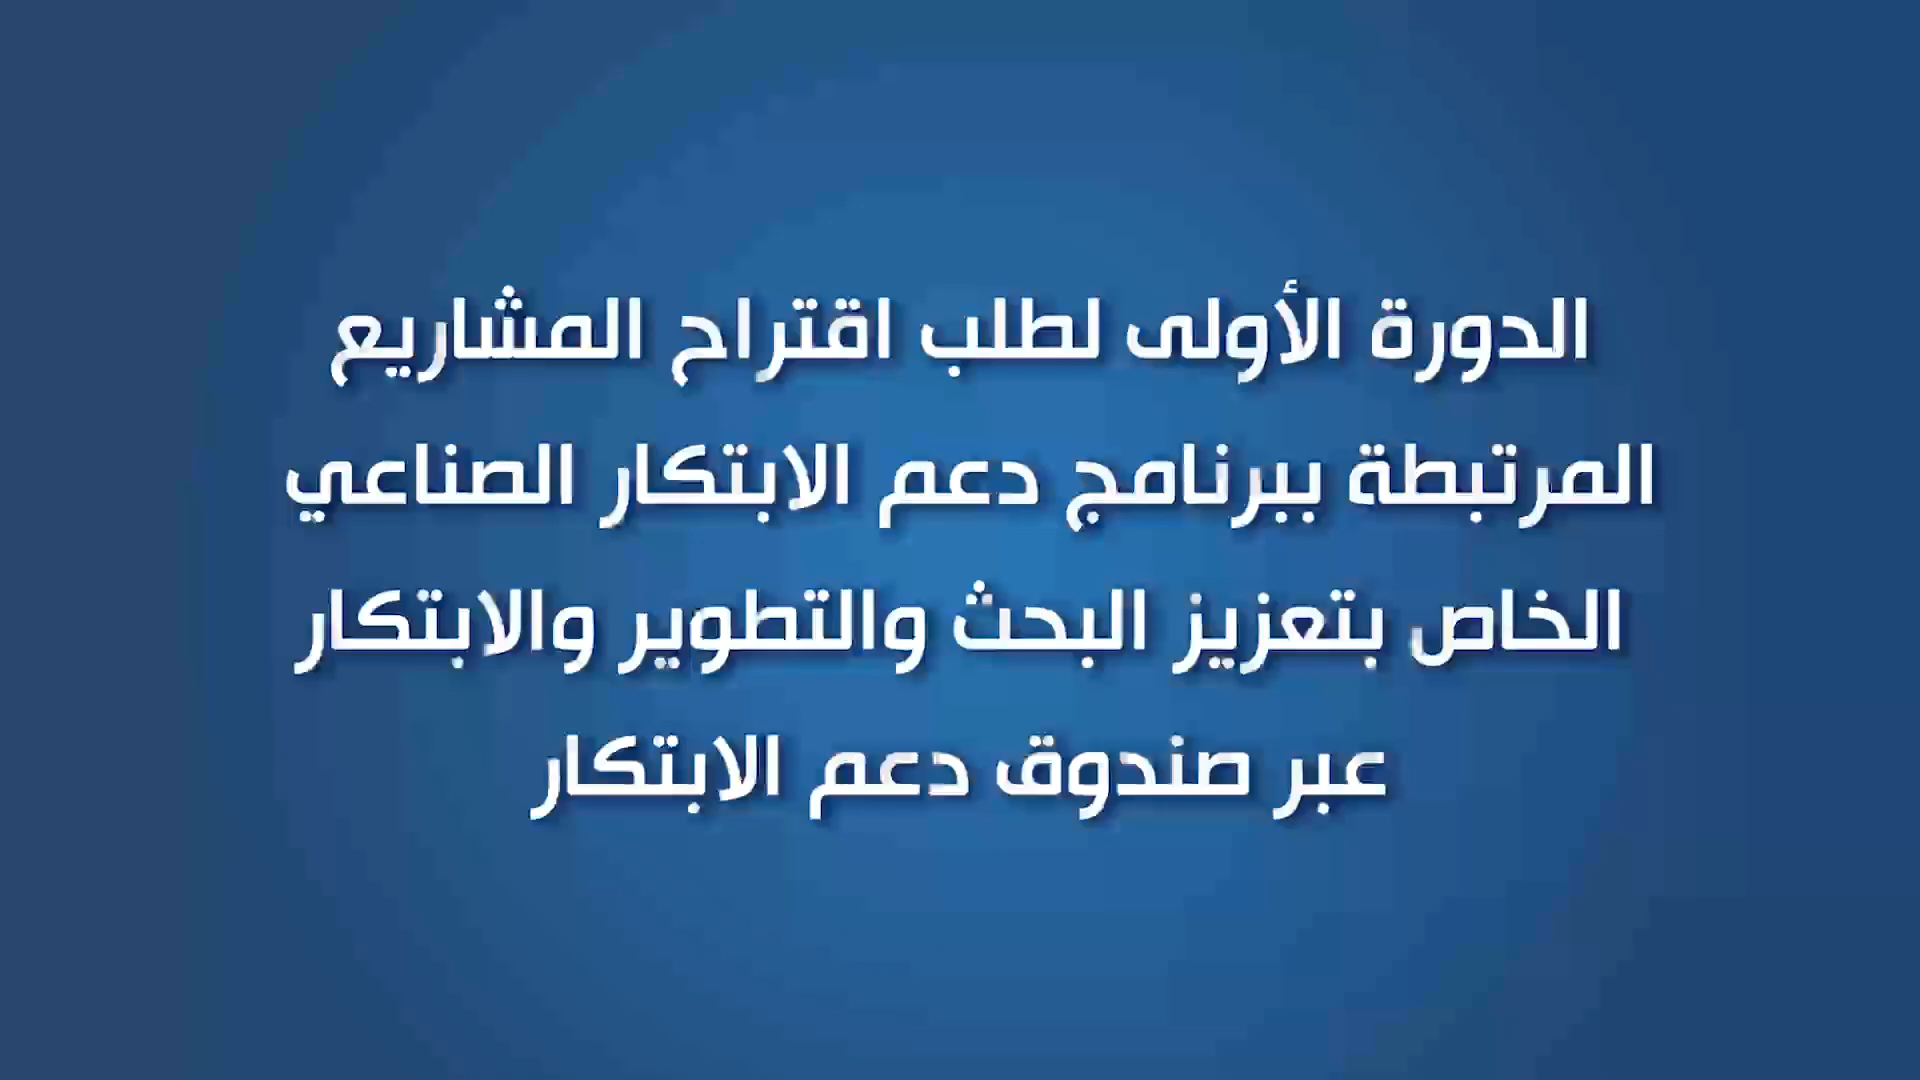 الدورة الأولى لطلب اقتراح المشاريع
المرتبطة ببرنامج دعم الابتكار الصناعي
الخاص بتعزيز البحث والتطوير والابتكار
عبر صندوق دعم الابتكار